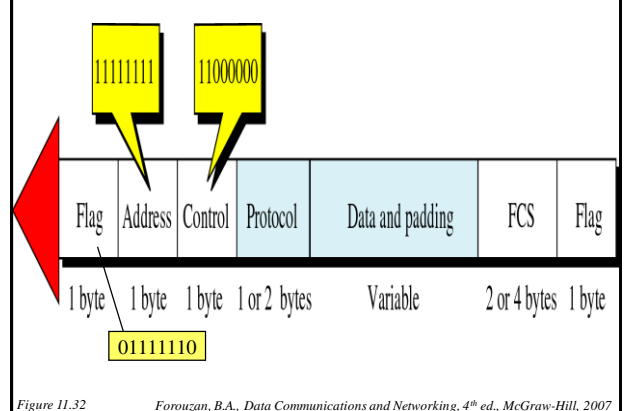 11111111 11000000
Flag Address Control Protocol Data and padding FCS Flag
1 byte 1 byte 1 byte 1 or 2 bytes Variable 2 or 4 bytes 1 byte
01111110
Figure 11.32 Forouzan, B.A., Data Communications and Networking, 4th ed., McGraw-Hill, 2007